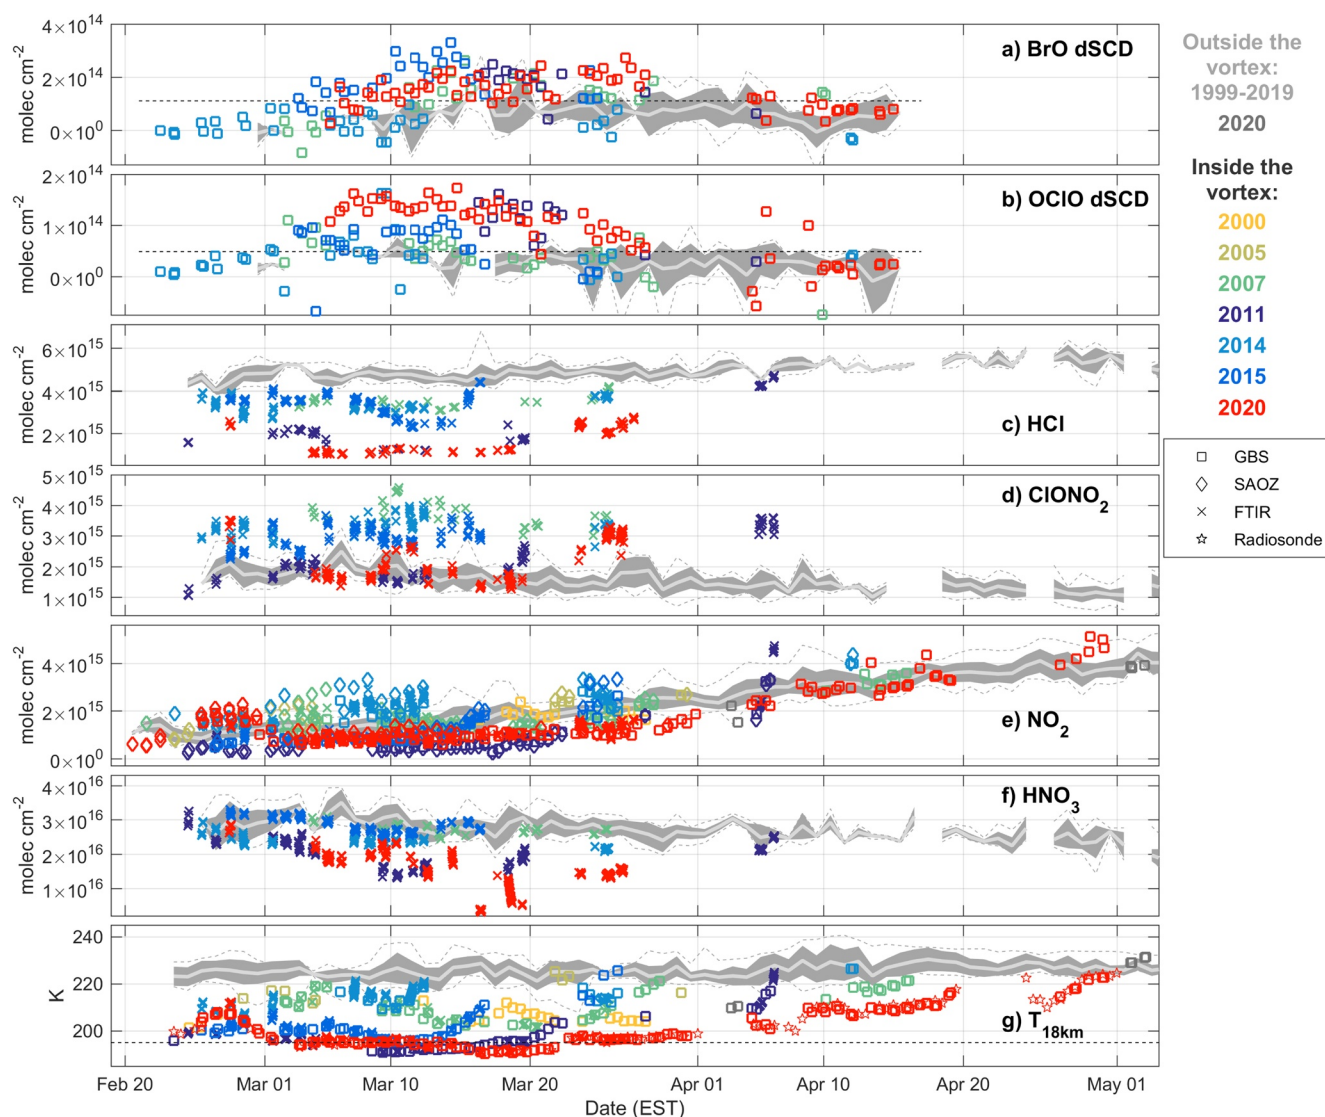 4×10¹⁴
2×10¹⁴
0×10⁰
molec cm⁻²
a) BrO dSCD
2×10¹⁴
1×10¹⁴
0×10⁰
molec cm⁻²
b) OClO dSCD
6×10¹⁵
4×10¹⁵
2×10¹⁵
molec cm⁻²
c) HCl
5×10¹⁵
4×10¹⁵
3×10¹⁵
2×10¹⁵
1×10¹⁵
molec cm⁻²
d) ClONO₂
4×10¹⁵
2×10¹⁵
0×10⁰
molec cm⁻²
e) NO₂
4×10¹⁶
3×10¹⁶
2×10¹⁶
1×10¹⁶
molec cm⁻²
f) HNO₃
240
220
200
K
g) T₁₈ₖₘ
Feb 20 Mar 01 Mar 10 Mar 20 Apr 01 Apr 10 Apr 20 May 01
Date (EST)
Outside the
vortex:
1999-2019
2020
Inside the
vortex:
2000
2005
2007
2011
2014
2015
2020
GBS
SAOZ
FTIR
Radiosonde